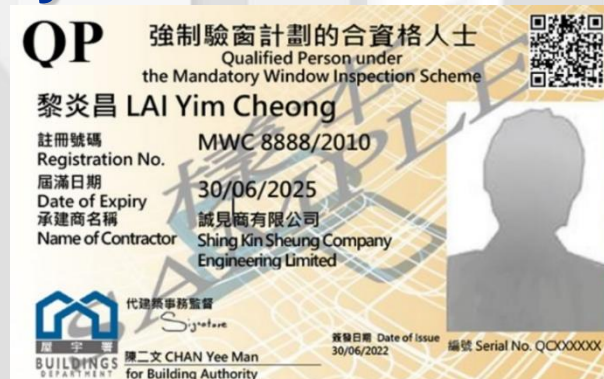 QP
強制驗窗計劃的合資格人士
Qualified Person under
the Mandatory Window Inspection Scheme
黎炎昌 LAI Yim Cheong
註冊號碼 MWC 8888/2010
Registration No.
屆滿日期 30/06/2025
Date of Expiry
承建商名稱 誠見商有限公司
Name of Contractor Shing Kin Sheung Company
Engineering Limited
樣本
SAMPLE
代建築事務監督
Signature
屋宇署
BUILDINGS
DEPARTMENT
陳二文 CHAN Yee Man
for Building Authority
簽發日期 Date of Issue
30/06/2022
編號 Serial No. QCXXXXXX